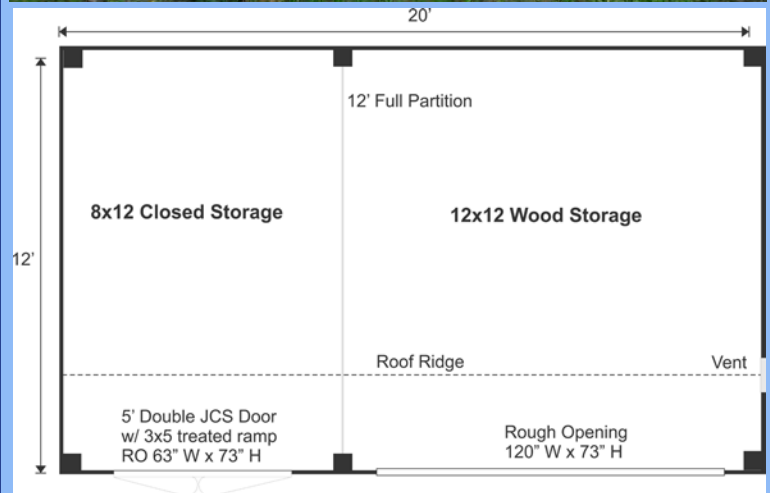 20’
12’ Full Partition
8x12 Closed Storage
12x12 Wood Storage
12’
Roof Ridge
Vent
5’ Double JCS Door
w/ 3x5 treated ramp
RO 63” W x 73” H
Rough Opening
120” W x 73” H